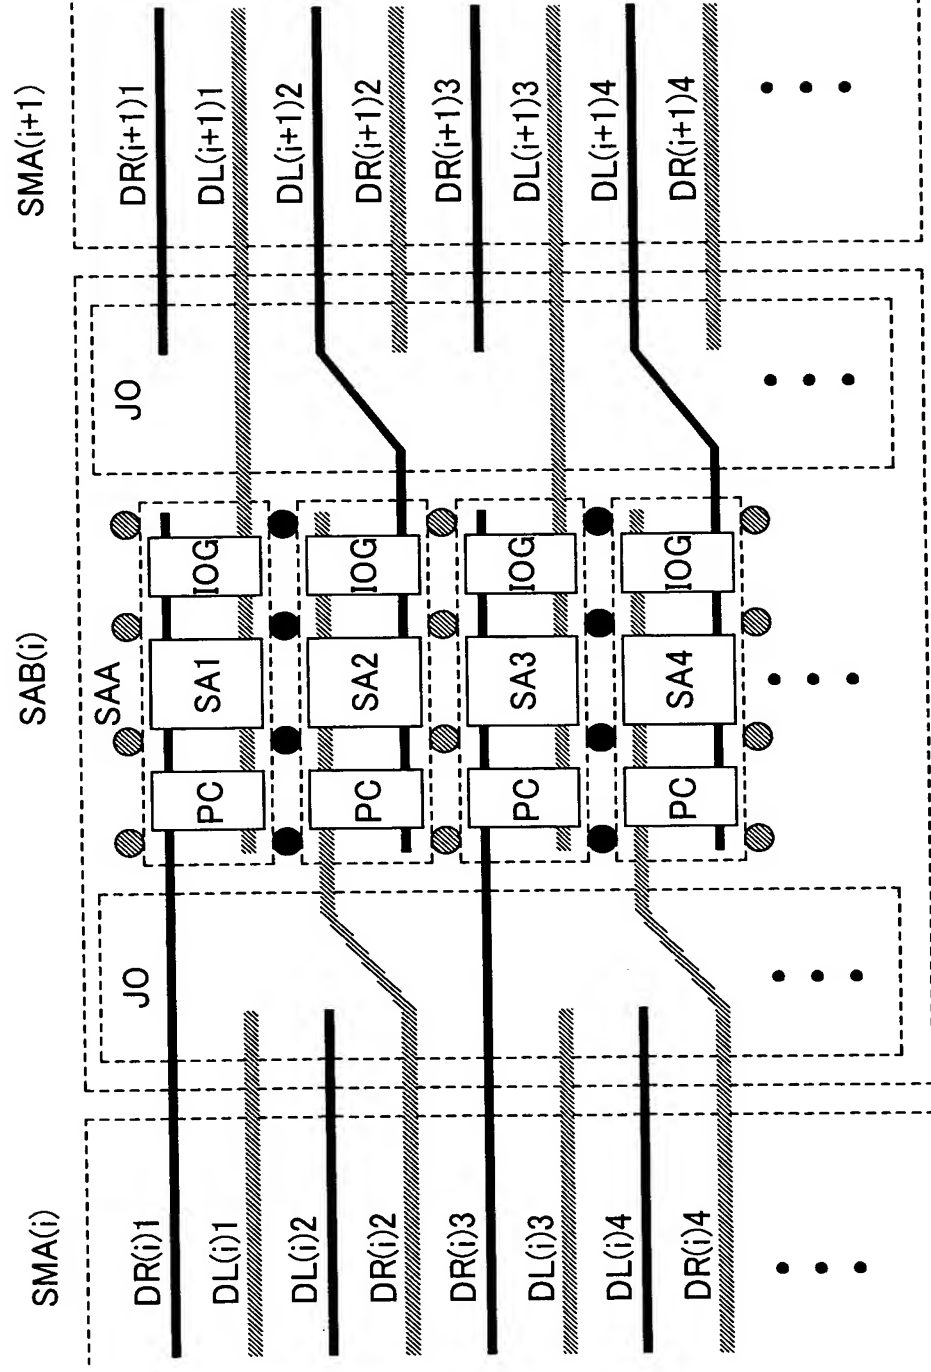 SMA(i)
SAB(i)
SMA(i+1)
JO
SAA
JO
DR(i)1
PC
SA1
IOG
DR(i+1)1
DL(i)1
DL(i+1)1
DL(i)2
PC
SA2
IOG
DL(i+1)2
DR(i)2
DR(i+1)2
DR(i)3
PC
SA3
IOG
DR(i+1)3
DL(i)3
DL(i+1)3
DL(i)4
PC
SA4
IOG
DL(i+1)4
DR(i)4
DR(i+1)4